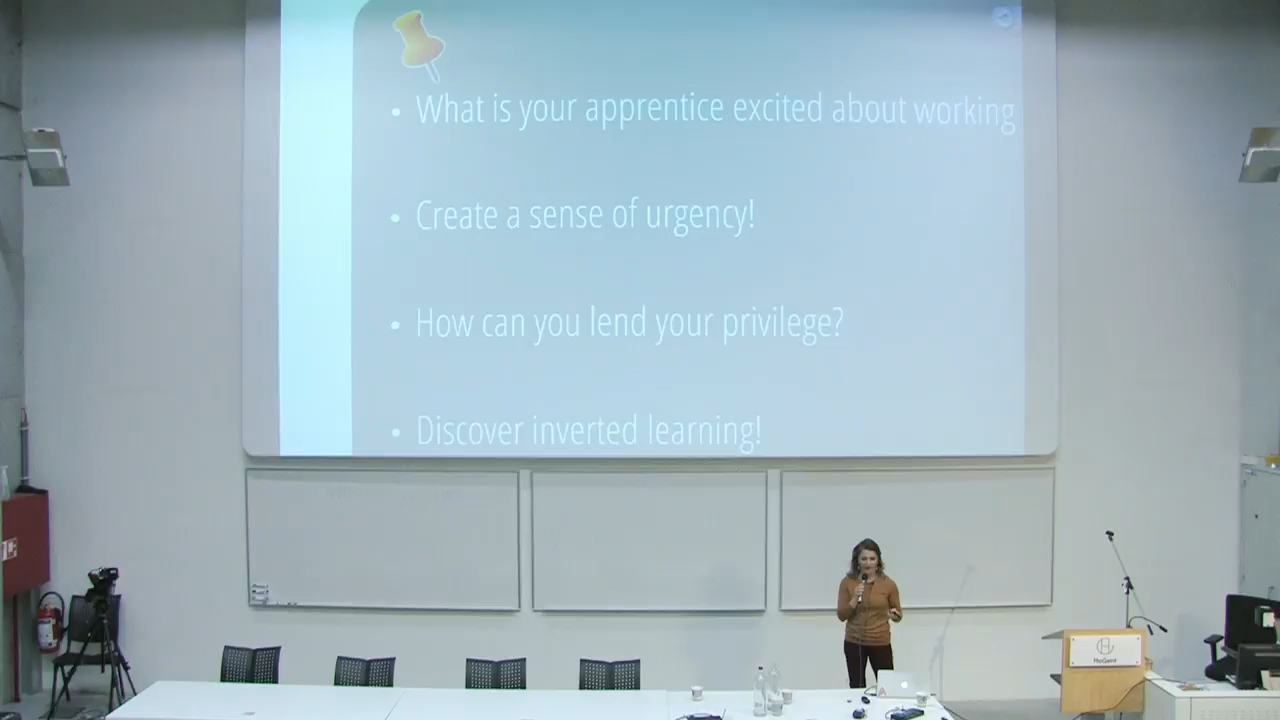 • What is your apprentice excited about working
• Create a sense of urgency!
• How can you lend your privilege?
• Discover inverted learning!
HoGent